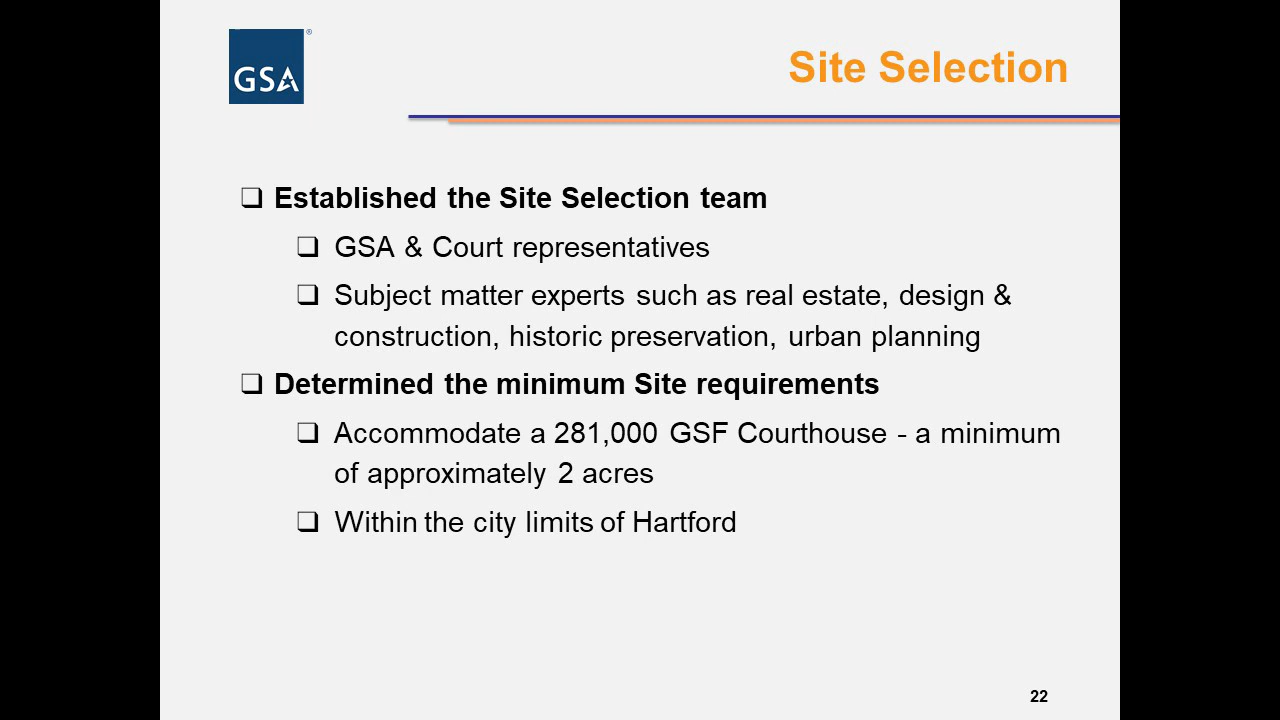 GSA
®
Site Selection
❑ Established the Site Selection team
❑ GSA & Court representatives
❑ Subject matter experts such as real estate, design &
construction, historic preservation, urban planning
❑ Determined the minimum Site requirements
❑ Accommodate a 281,000 GSF Courthouse - a minimum
of approximately 2 acres
❑ Within the city limits of Hartford
22